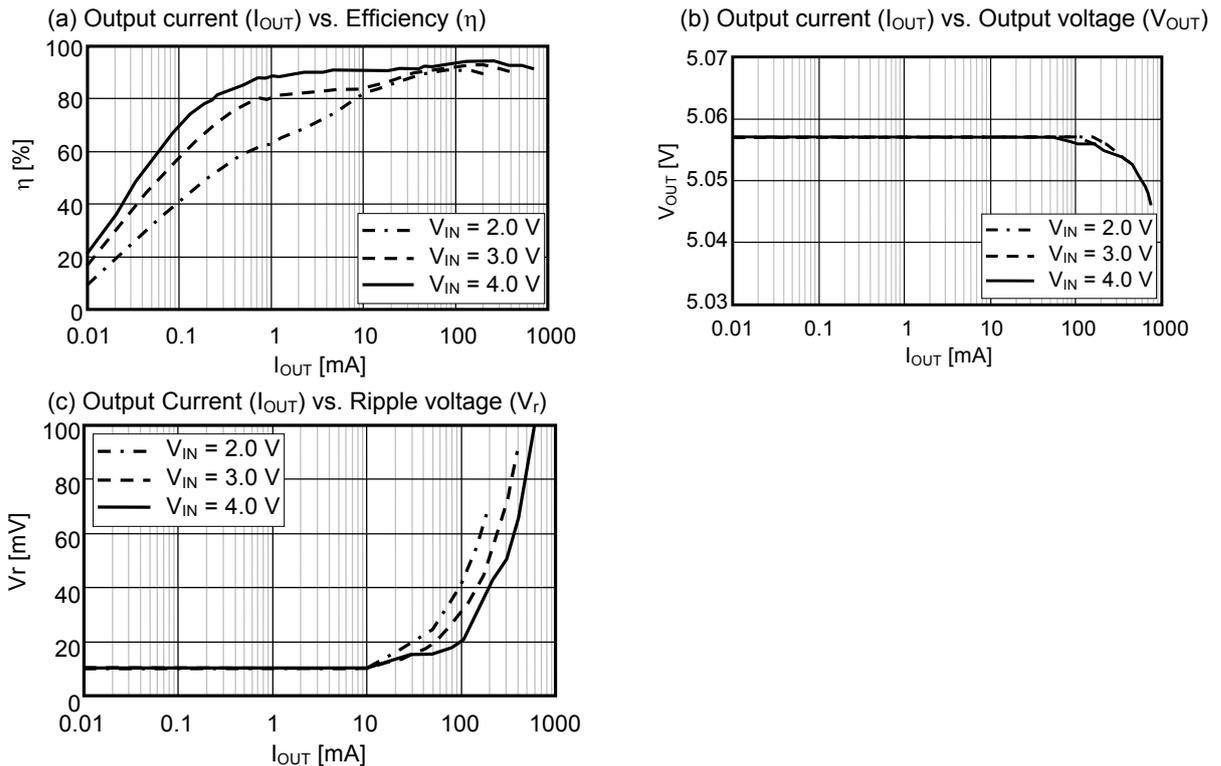 (a) Output current (IOUT) vs. Efficiency (η)
100
80
60
40
20
0
η [%]
VIN = 2.0 V
VIN = 3.0 V
VIN = 4.0 V
0.01 0.1 1 10 100 1000
IOUT [mA]
(b) Output current (IOUT) vs. Output voltage (VOUT)
5.07
5.06
5.05
5.04
5.03
VOUT [V]
VIN = 2.0 V
VIN = 3.0 V
VIN = 4.0 V
0.01 0.1 1 10 100 1000
IOUT [mA]
(c) Output Current (IOUT) vs. Ripple voltage (Vr)
100
80
60
40
20
0
Vr [mV]
VIN = 2.0 V
VIN = 3.0 V
VIN = 4.0 V
0.01 0.1 1 10 100 1000
IOUT [mA]